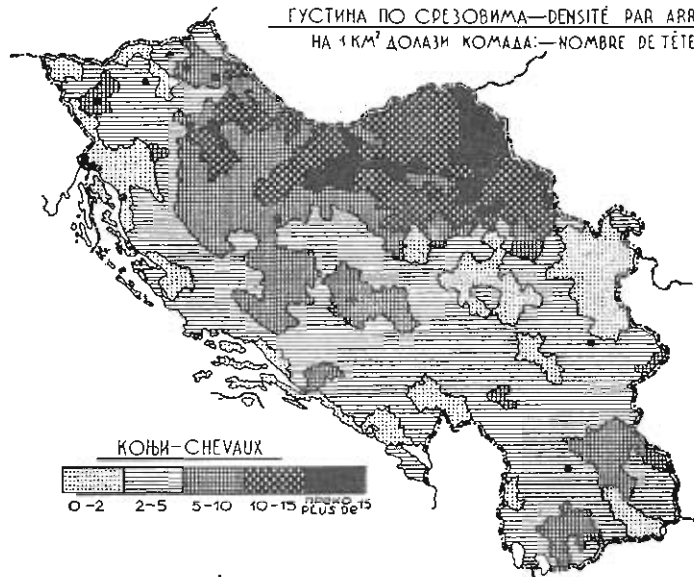 ГУСТИНА ПО СРЕЗОВИМА—DENSITÉ PAR ARR
НА 1 КМ² ДОЛАЗИ КОМАДА:—NOMBRE DE TÊTE
КОЊИ-CHEVAUX
0-2 2-5 5-10 10-15 ПРЕКО PLUS DE 15